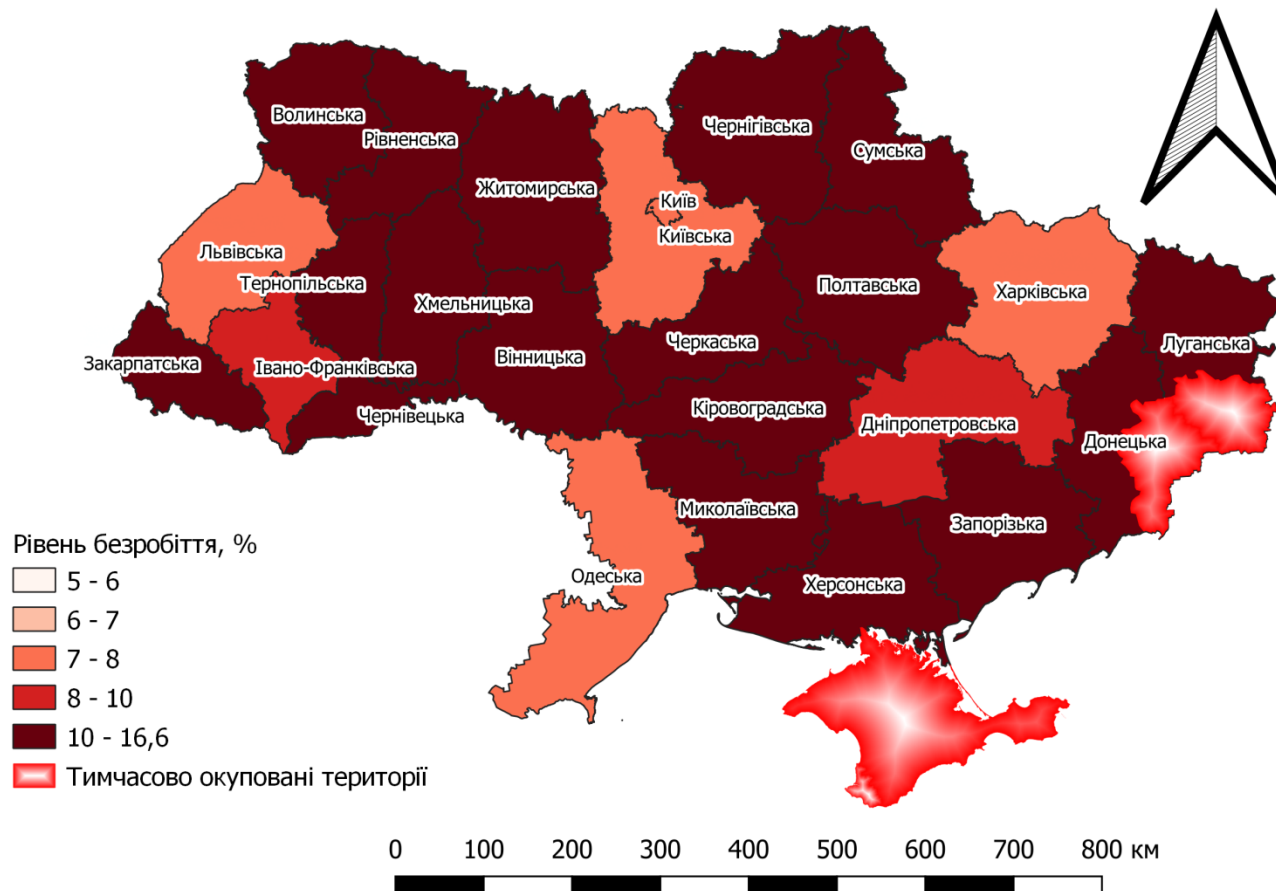 Волинська
Рівненська
Житомирська
Чернігівська
Сумська
Київ
Київська
Львівська
Тернопільська
Хмельницька
Полтавська
Харківська
Луганська
Закарпатська
Івано-Франківська
Вінницька
Черкаська
Чернівецька
Кіровоградська
Дніпропетровська
Донецька
Миколаївська
Запорізька
Одеська
Херсонська
Рівень безробіття, %
5 - 6
6 - 7
7 - 8
8 - 10
10 - 16,6
Тимчасово окуповані території
0 100 200 300 400 500 600 700 800 км